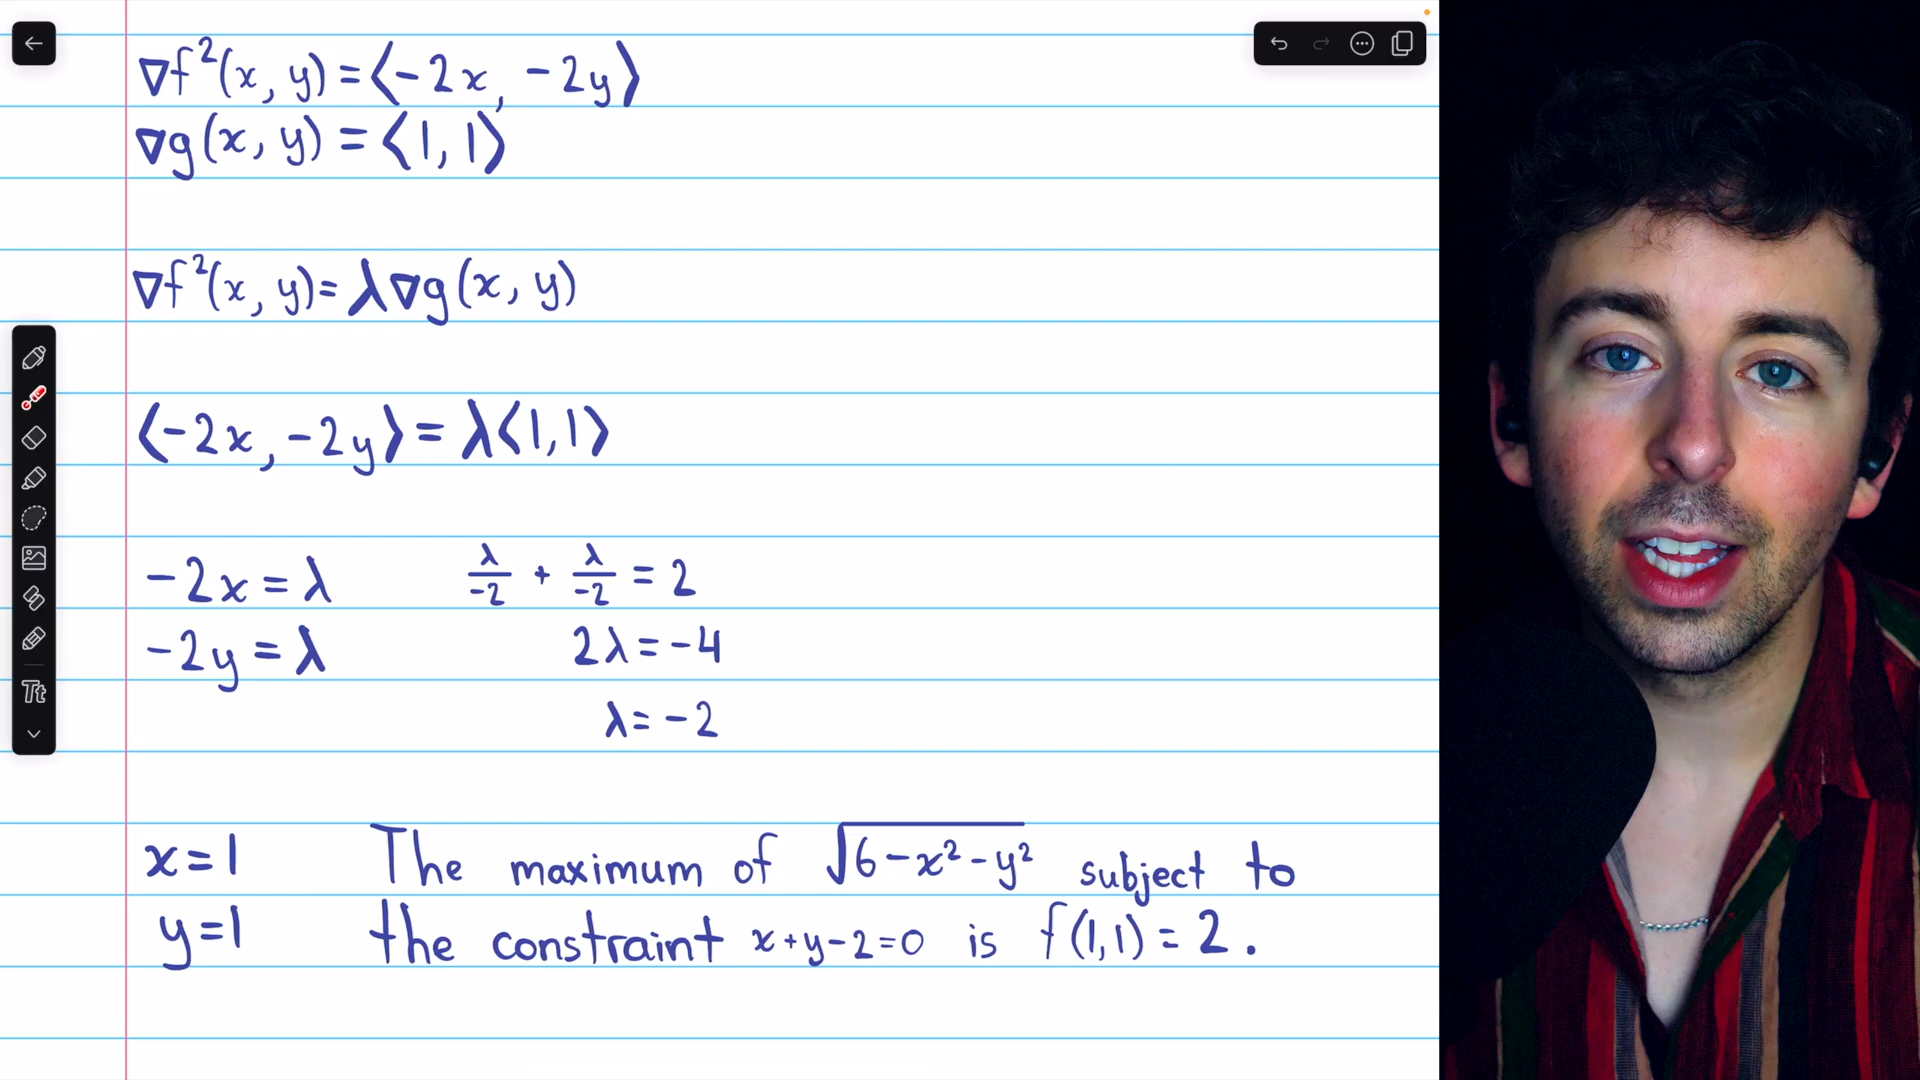 ∇f²(x, y) = ⟨-2x, -2y⟩
∇g(x, y) = ⟨1, 1⟩
∇f²(x, y) = λ∇g(x, y)
⟨-2x, -2y⟩ = λ⟨1, 1⟩
-2x = λ
-2y = λ
λ/-2 + λ/-2 = 2
2λ = -4
λ = -2
x = 1
y = 1
The maximum of √(6-x²-y²) subject to
the constraint x+y-2=0 is f(1,1) = 2.
Tt